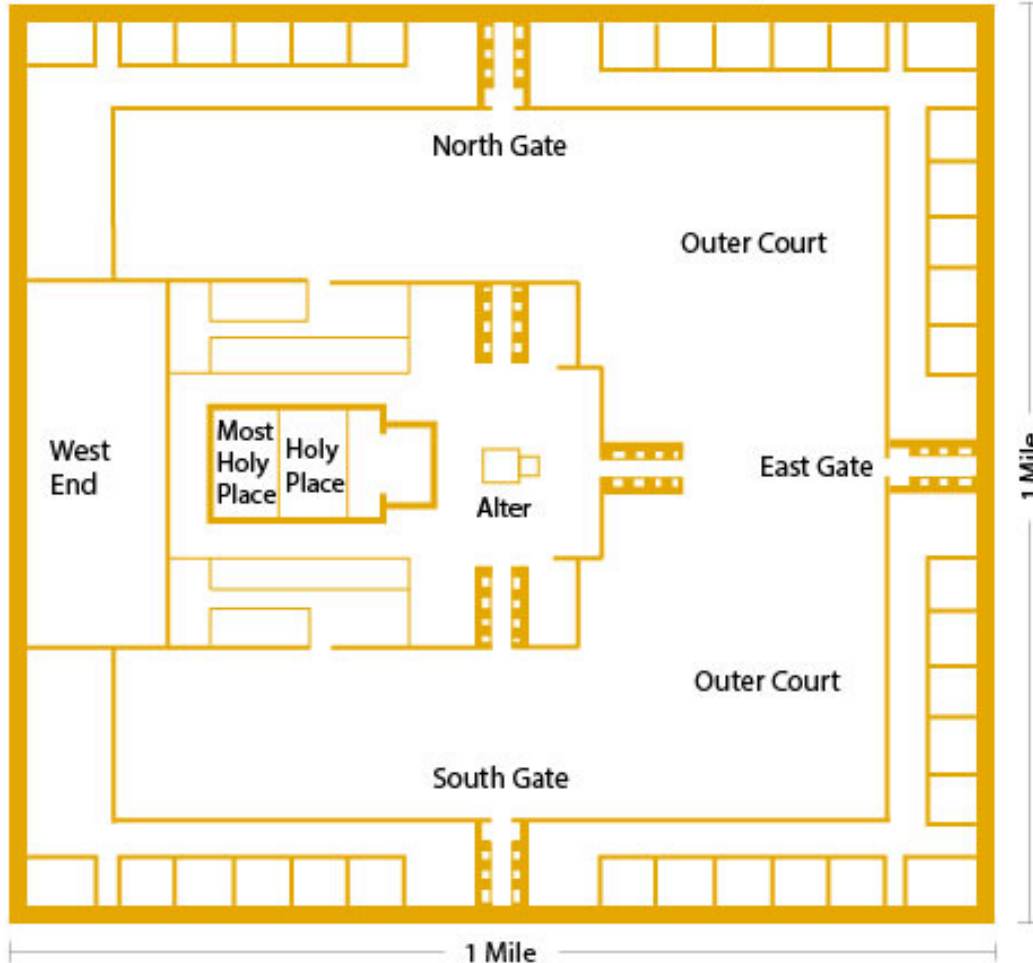 North Gate
Outer Court
West
End
Most
Holy
Place
Holy
Place
Alter
East Gate
1 Mile
Outer Court
South Gate
1 Mile